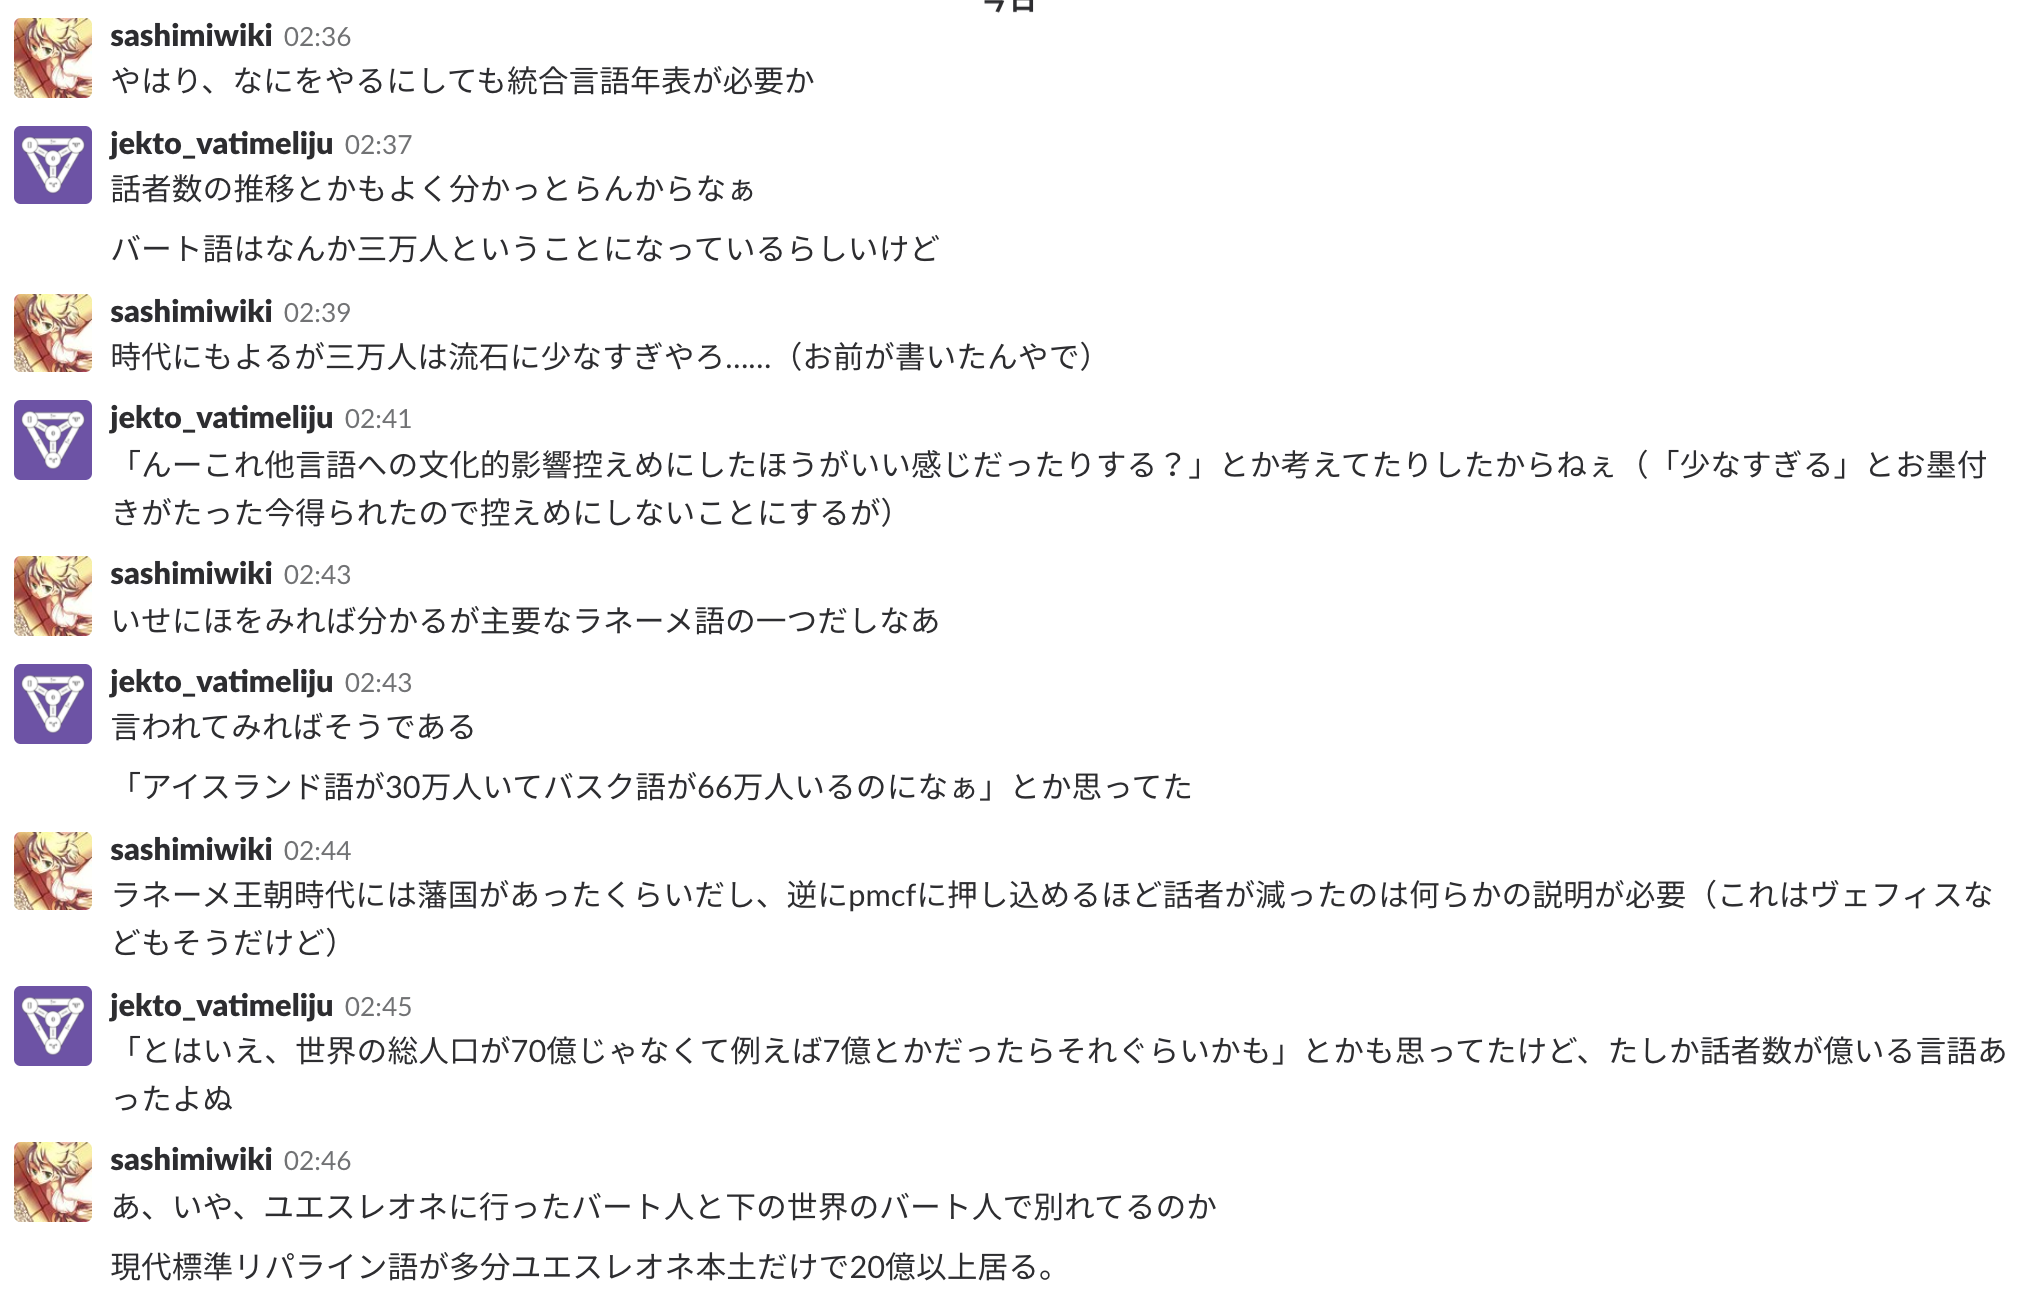 今日
sashimiwiki 02:36
やはり、なにをやるにしても統合言語年表が必要か
jekto_vatimeliju 02:37
話者数の推移とかもよく分かっとらんからなぁ
バート語はなんか三万人ということになっているらしいけど
sashimiwiki 02:39
時代にもよるが三万人は流石に少なすぎやろ……（お前が書いたんやで）
jekto_vatimeliju 02:41
「んーこれ他言語への文化的影響控えめにしたほうがいい感じだったりする？」とか考えてたりしたからねぇ（「少なすぎる」とお墨付
きがたった今得られたので控えめにしないことにするが）
sashimiwiki 02:43
いせにほをみれば分かるが主要なラネーメ語の一つだしなあ
jekto_vatimeliju 02:43
言われてみればそうである
「アイスランド語が30万人いてバスク語が66万人いるのになぁ」とか思ってた
sashimiwiki 02:44
ラネーメ王朝時代には藩国があったくらいだし、逆にpmcfに押し込めるほど話者が減ったのは何らかの説明が必要（これはヴェフィスな
どもそうだけど）
jekto_vatimeliju 02:45
「とはいえ、世界の総人口が70億じゃなくて例えば7億とかだったらそれぐらいかも」とかも思ってたけど、たしか話者数が億いる言語あ
ったよぬ
sashimiwiki 02:46
あ、いや、ユエスレオネに行ったバート人と下の世界のバート人で別れてるのか
現代標準リパライン語が多分ユエスレオネ本土だけで20億以上居る。